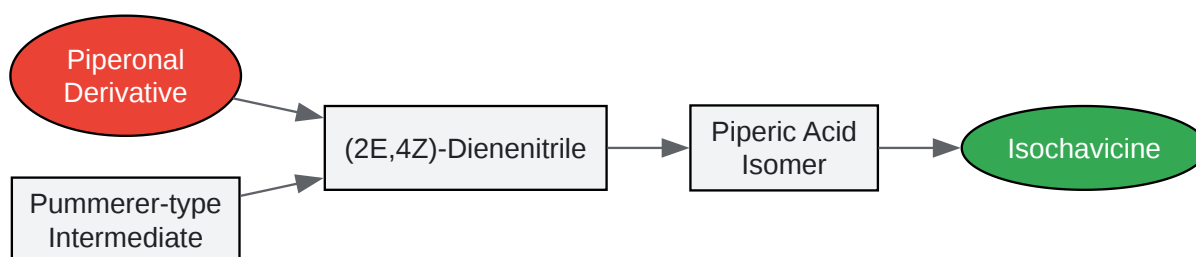 Piperonal
Derivative
Pummerer-type
Intermediate
(2E,4Z)-Dienenitrile
Piperic Acid
Isomer
Isochavicine